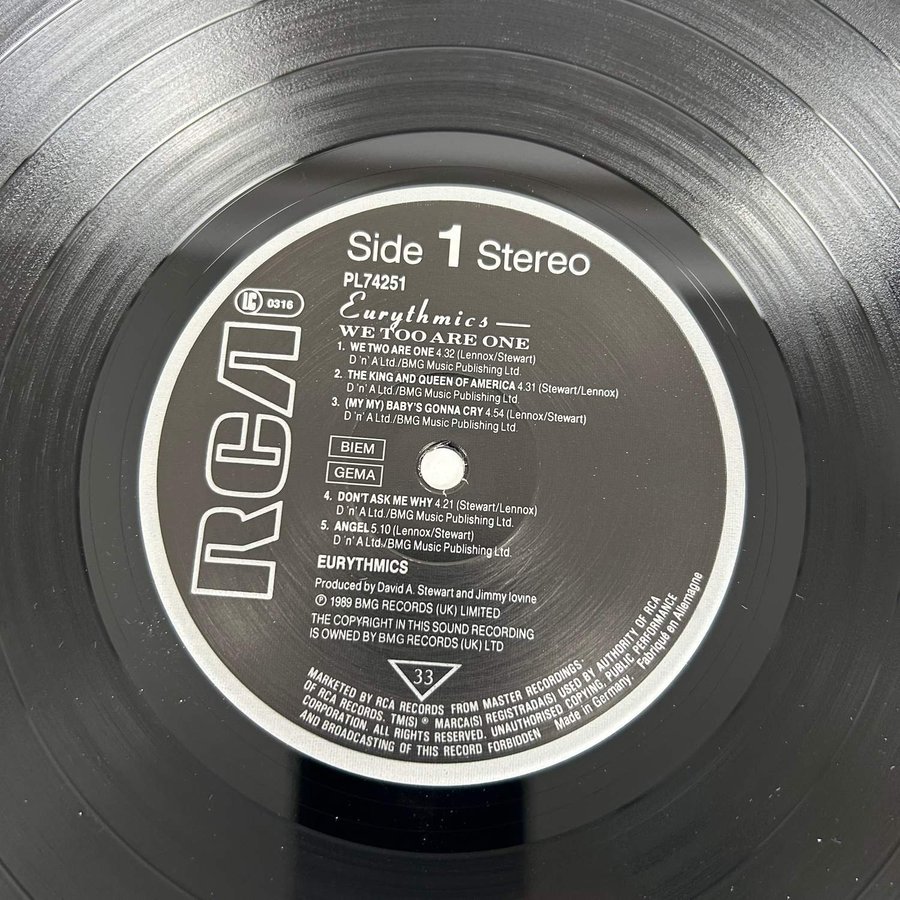 Side 1 Stereo
PL74251
LC 0316
Eurythmics
WE TOO ARE ONE
1. WE TWO ARE ONE 4.32 (Lennox/Stewart)
D 'n' A Ltd./BMG Music Publishing Ltd.
2. THE KING AND QUEEN OF AMERICA 4.31 (Stewart/Lennox)
D 'n' A Ltd./BMG Music Publishing Ltd.
3. (MY MY) BABY'S GONNA CRY 4.54 (Lennox/Stewart)
D 'n' A Ltd./BMG Music Publishing Ltd.
RCA
BIEM
GEMA
4. DON'T ASK ME WHY 4.21 (Stewart/Lennox)
D 'n' A Ltd./BMG Music Publishing Ltd.
5. ANGEL 5.10 (Lennox/Stewart)
D 'n' A Ltd./BMG Music Publishing Ltd.
EURYTHMICS
Produced by David A. Stewart and Jimmy Iovine
℗ 1989 BMG RECORDS (UK) LIMITED
THE COPYRIGHT IN THIS SOUND RECORDING
IS OWNED BY BMG RECORDS (UK) LTD
33
MARKETED BY RCA RECORDS FROM MASTER RECORDINGS
OF RCA RECORDS. TM(S) ® MARCA(S) REGISTRADA(S) USED BY AUTHORITY OF RCA
CORPORATION. ALL RIGHTS RESERVED. UNAUTHORISED COPYING, PUBLIC PERFORMANCE
AND BROADCASTING OF THIS RECORD FORBIDDEN
Made in Germany. Fabriqué en Allemagne